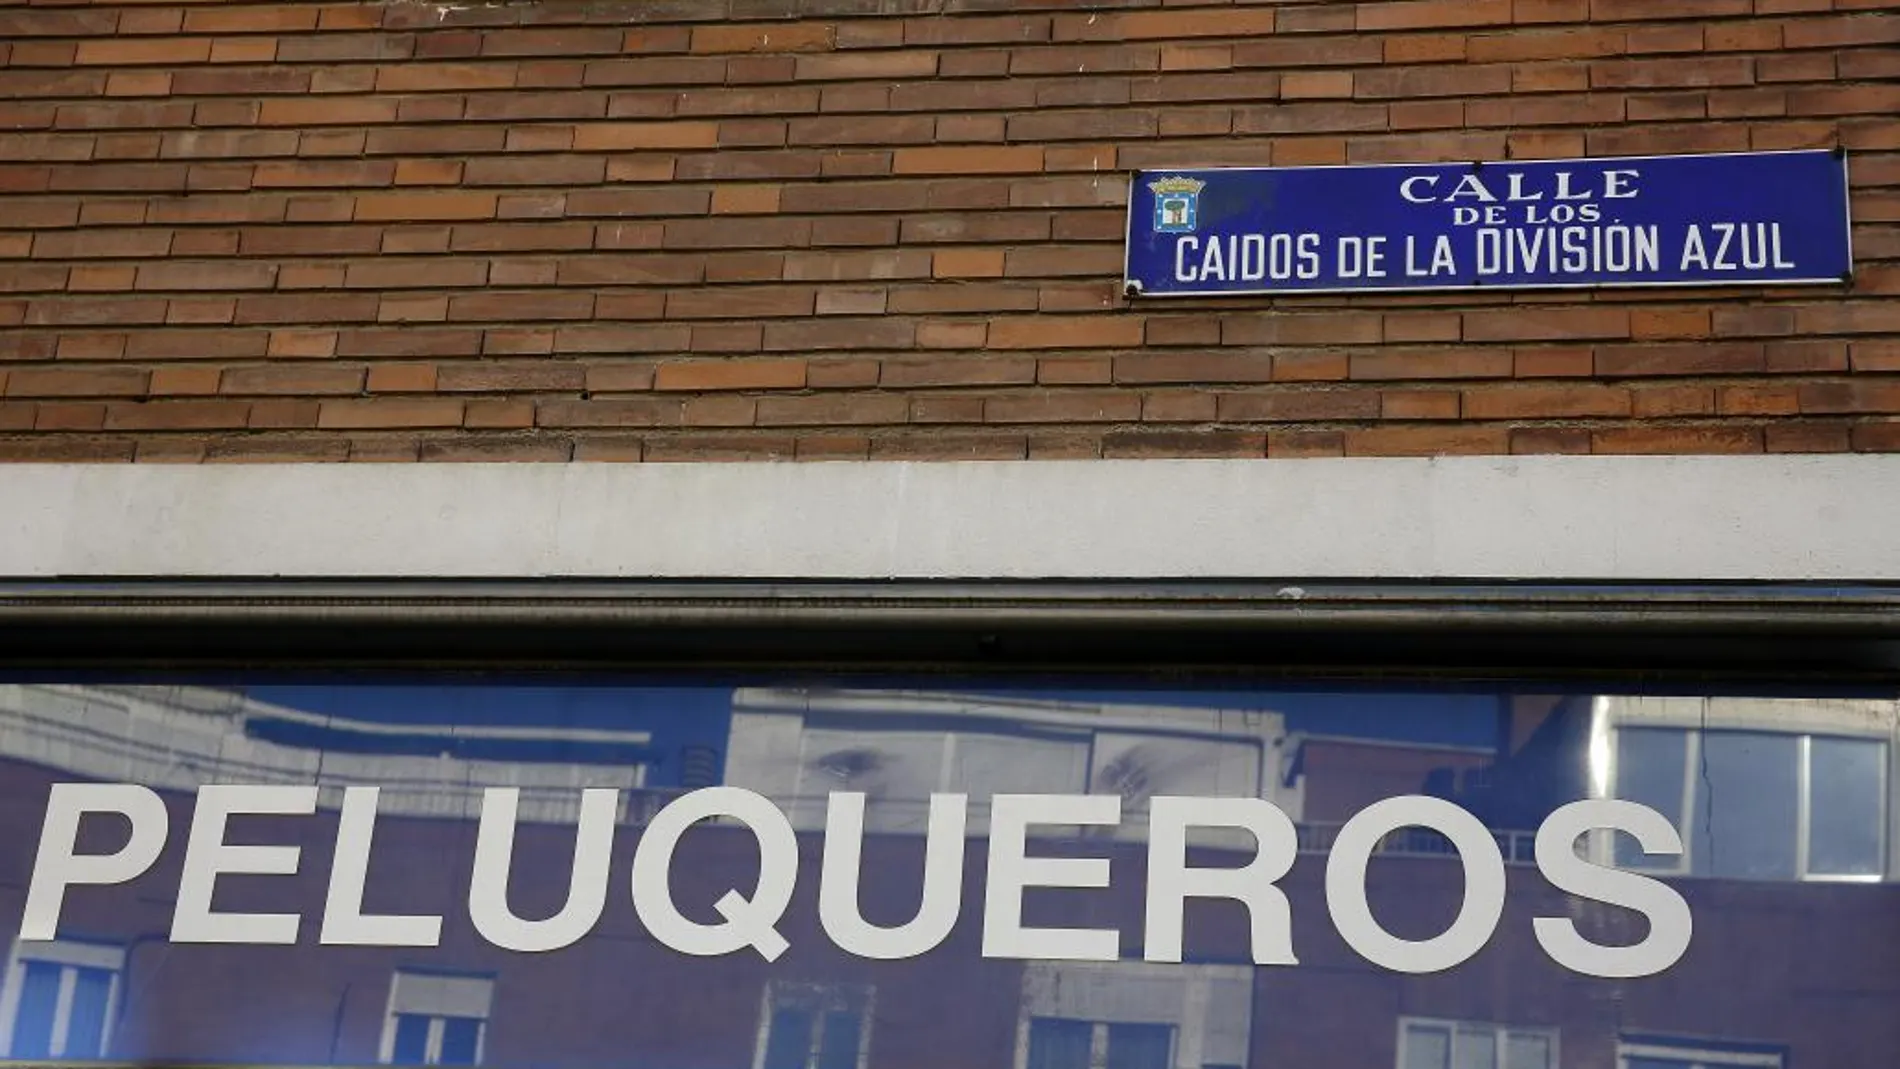 CALLE
DE LOS
CAIDOS DE LA DIVISIÓN AZUL
PELUQUEROS